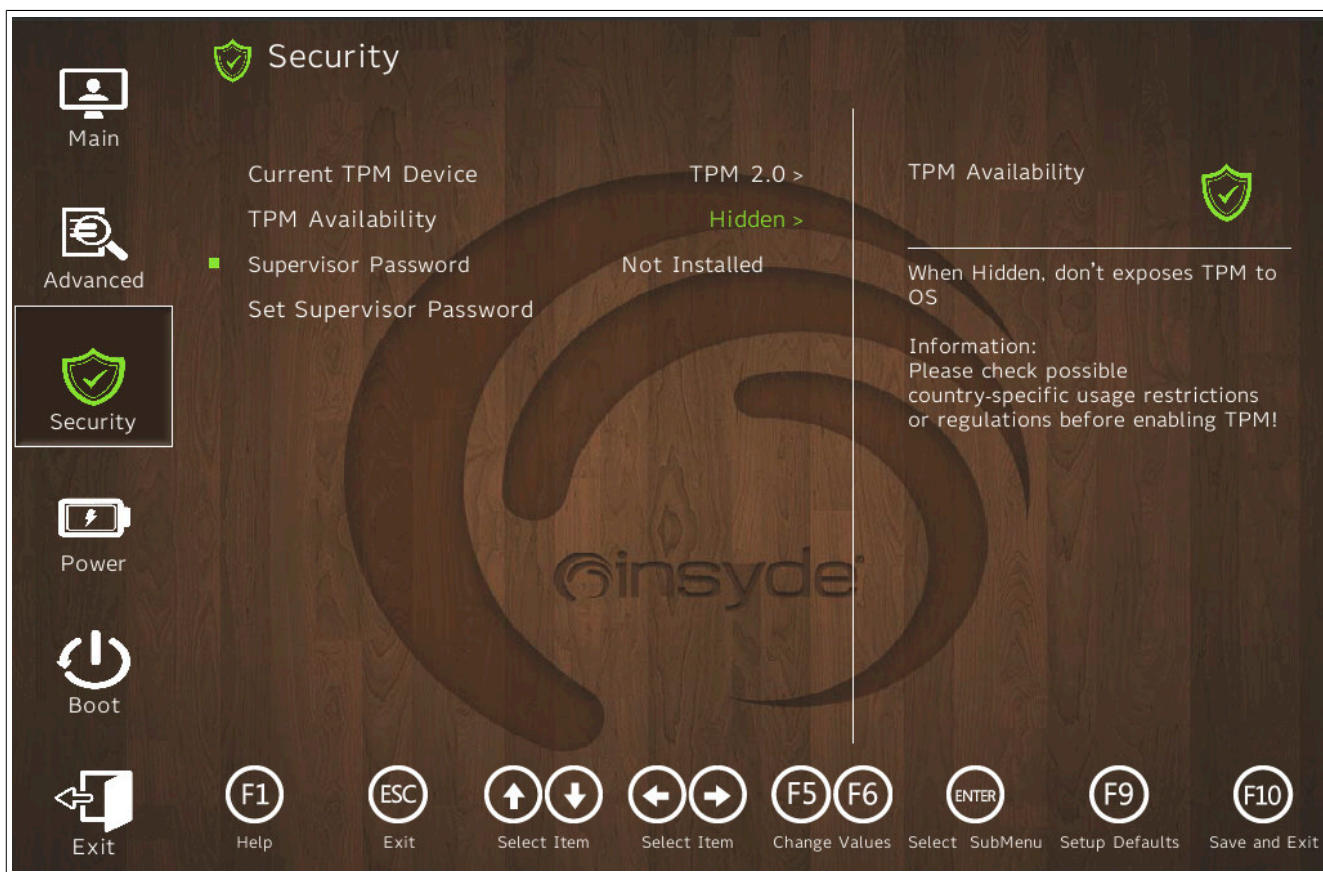 Security
Main
Advanced
Security
Power
Boot
Exit
Current TPM Device TPM 2.0 >
TPM Availability Hidden >
Supervisor Password Not Installed
Set Supervisor Password
TPM Availability
When Hidden, don't exposes TPM to
OS
Information:
Please check possible
country-specific usage restrictions
or regulations before enabling TPM!
insyde®
F1 Help
ESC Exit
Select Item
Select Item
F5 F6 Change Values
ENTER Select SubMenu
F9 Setup Defaults
F10 Save and Exit